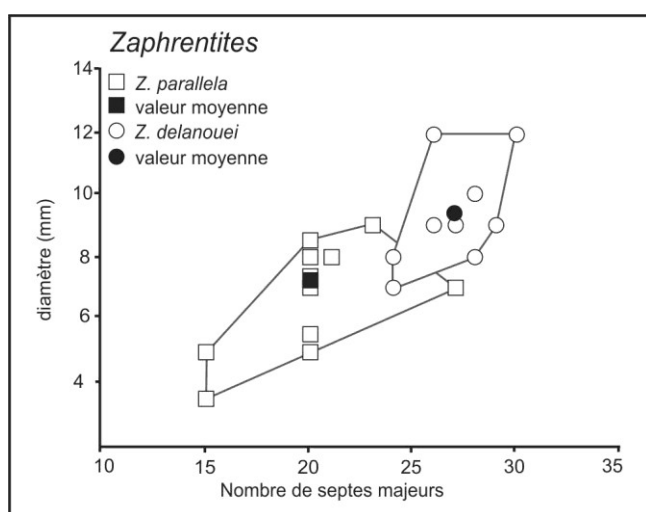 Zaphrentites
14
Z. parallela
valeur moyenne
12
Z. delanouei
valeur moyenne
10
8
6
4
diamètre (mm)
10 15 20 25 30 35
Nombre de septes majeurs